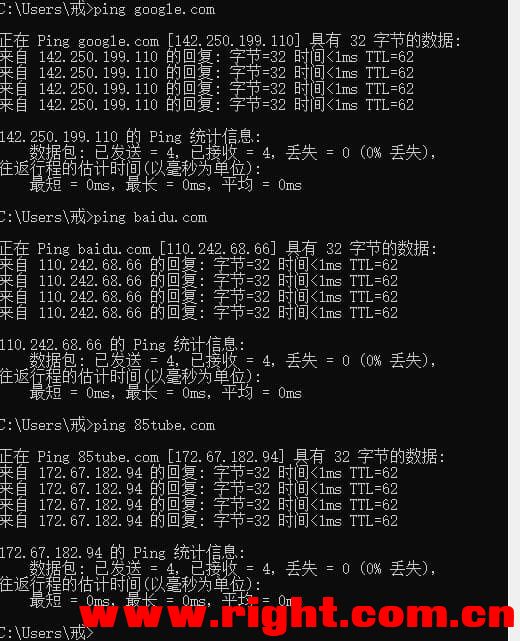 C:\Users\戒>ping google.com
正在 Ping google.com [142.250.199.110] 具有 32 字节的数据:
来自 142.250.199.110 的回复: 字节=32 时间<1ms TTL=62
来自 142.250.199.110 的回复: 字节=32 时间<1ms TTL=62
来自 142.250.199.110 的回复: 字节=32 时间<1ms TTL=62
来自 142.250.199.110 的回复: 字节=32 时间<1ms TTL=62
142.250.199.110 的 Ping 统计信息:
数据包: 已发送 = 4, 已接收 = 4, 丢失 = 0 (0% 丢失),
往返行程的估计时间(以毫秒为单位):
最短 = 0ms, 最长 = 0ms, 平均 = 0ms
C:\Users\戒>ping baidu.com
正在 Ping baidu.com [110.242.68.66] 具有 32 字节的数据:
来自 110.242.68.66 的回复: 字节=32 时间<1ms TTL=62
来自 110.242.68.66 的回复: 字节=32 时间<1ms TTL=62
来自 110.242.68.66 的回复: 字节=32 时间<1ms TTL=62
来自 110.242.68.66 的回复: 字节=32 时间<1ms TTL=62
110.242.68.66 的 Ping 统计信息:
数据包: 已发送 = 4, 已接收 = 4, 丢失 = 0 (0% 丢失),
往返行程的估计时间(以毫秒为单位):
最短 = 0ms, 最长 = 0ms, 平均 = 0ms
C:\Users\戒>ping 85tube.com
正在 Ping 85tube.com [172.67.182.94] 具有 32 字节的数据:
来自 172.67.182.94 的回复: 字节=32 时间<1ms TTL=62
来自 172.67.182.94 的回复: 字节=32 时间<1ms TTL=62
来自 172.67.182.94 的回复: 字节=32 时间<1ms TTL=62
来自 172.67.182.94 的回复: 字节=32 时间<1ms TTL=62
172.67.182.94 的 Ping 统计信息:
数据包: 已发送 = 4, 已接收 = 4, 丢失 = 0 (0% 丢失),
往返行程的估计时间(以毫秒为单位):
最短 = 0ms, 最长 = 0ms, 平均 = 0m
www.right.com.cn
C:\Users\戒>